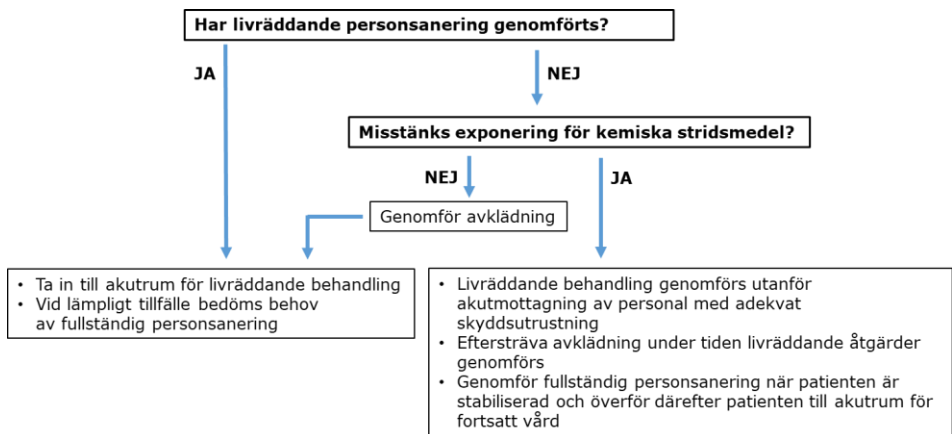 Har livräddande personsanering genomförts?
JA
NEJ
Misstänks exponering för kemiska stridsmedel?
NEJ
JA
Genomför avklädning
• Ta in till akutrum för livräddande behandling
• Vid lämpligt tillfälle bedöms behov
av fullständig personsanering
• Livräddande behandling genomförs utanför
akutmottagning av personal med adekvat
skyddsutrustning
• Eftersträva avklädning under tiden livräddande åtgärder
genomförs
• Genomför fullständig personsanering när patienten är
stabiliserad och överför därefter patienten till akutrum för
fortsatt vård